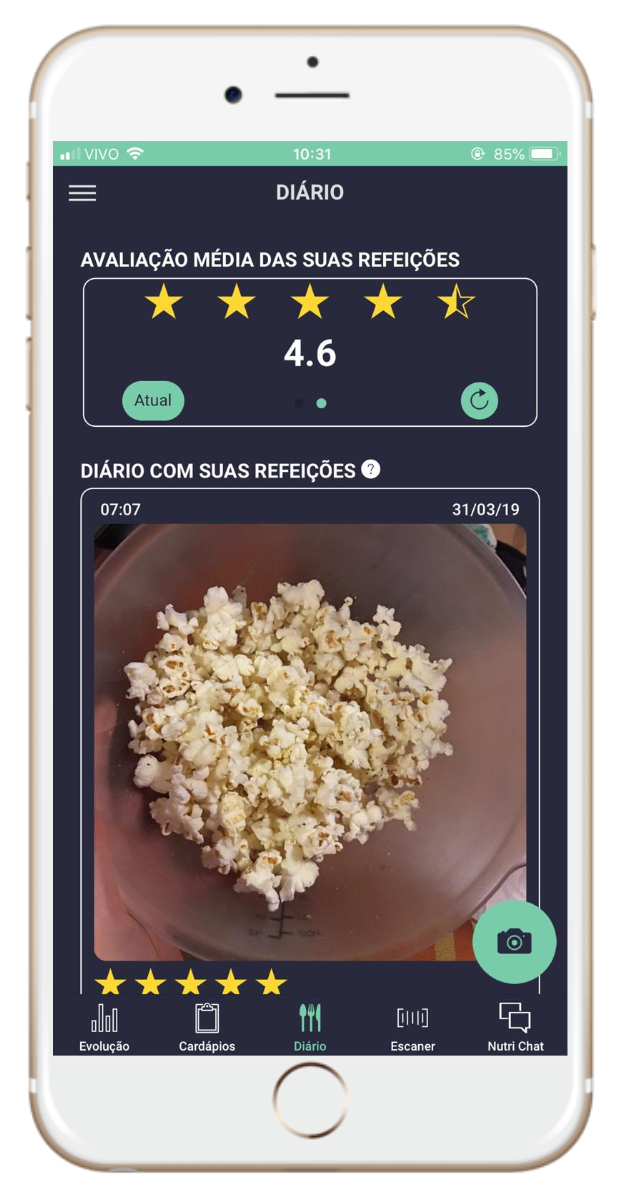 VIVO 10:31 85%
DIÁRIO
AVALIAÇÃO MÉDIA DAS SUAS REFEIÇÕES
4.6
Atual
DIÁRIO COM SUAS REFEIÇÕES ?
07:07 31/03/19
Evolução Cardápios Diário Escaner Nutri Chat